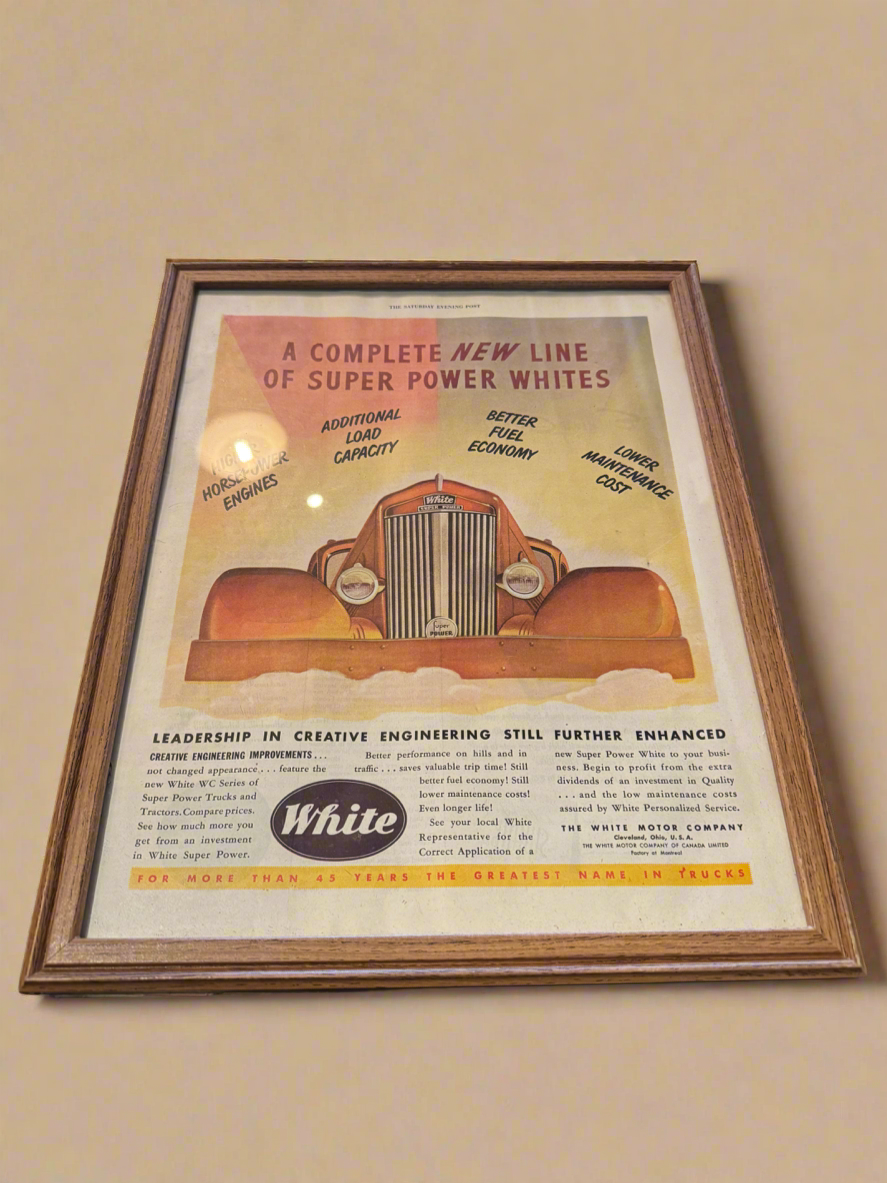 THE SATURDAY EVENING POST
A COMPLETE NEW LINE
OF SUPER POWER WHITES
HIGHER
HORSEPOWER
ENGINES
ADDITIONAL
LOAD
CAPACITY
BETTER
FUEL
ECONOMY
LOWER
MAINTENANCE
COST
White
SUPER POWER
Super
POWER
LEADERSHIP IN CREATIVE ENGINEERING STILL FURTHER ENHANCED
CREATIVE ENGINEERING IMPROVEMENTS...
not changed appearance... feature the
new White WC Series of
Super Power Trucks and
Tractors. Compare prices.
See how much more you
get from an investment
in White Super Power.
White
Better performance on hills and in
traffic... saves valuable trip time! Still
better fuel economy! Still
lower maintenance costs!
Even longer life!
See your local White
Representative for the
Correct Application of a
new Super Power White to your busi-
ness. Begin to profit from the extra
dividends of an investment in Quality
... and the low maintenance costs
assured by White Personalized Service.
THE WHITE MOTOR COMPANY
Cleveland, Ohio, U. S. A.
THE WHITE MOTOR COMPANY OF CANADA LIMITED
Factory at Montreal
FOR MORE THAN 45 YEARS THE GREATEST NAME IN TRUCKS